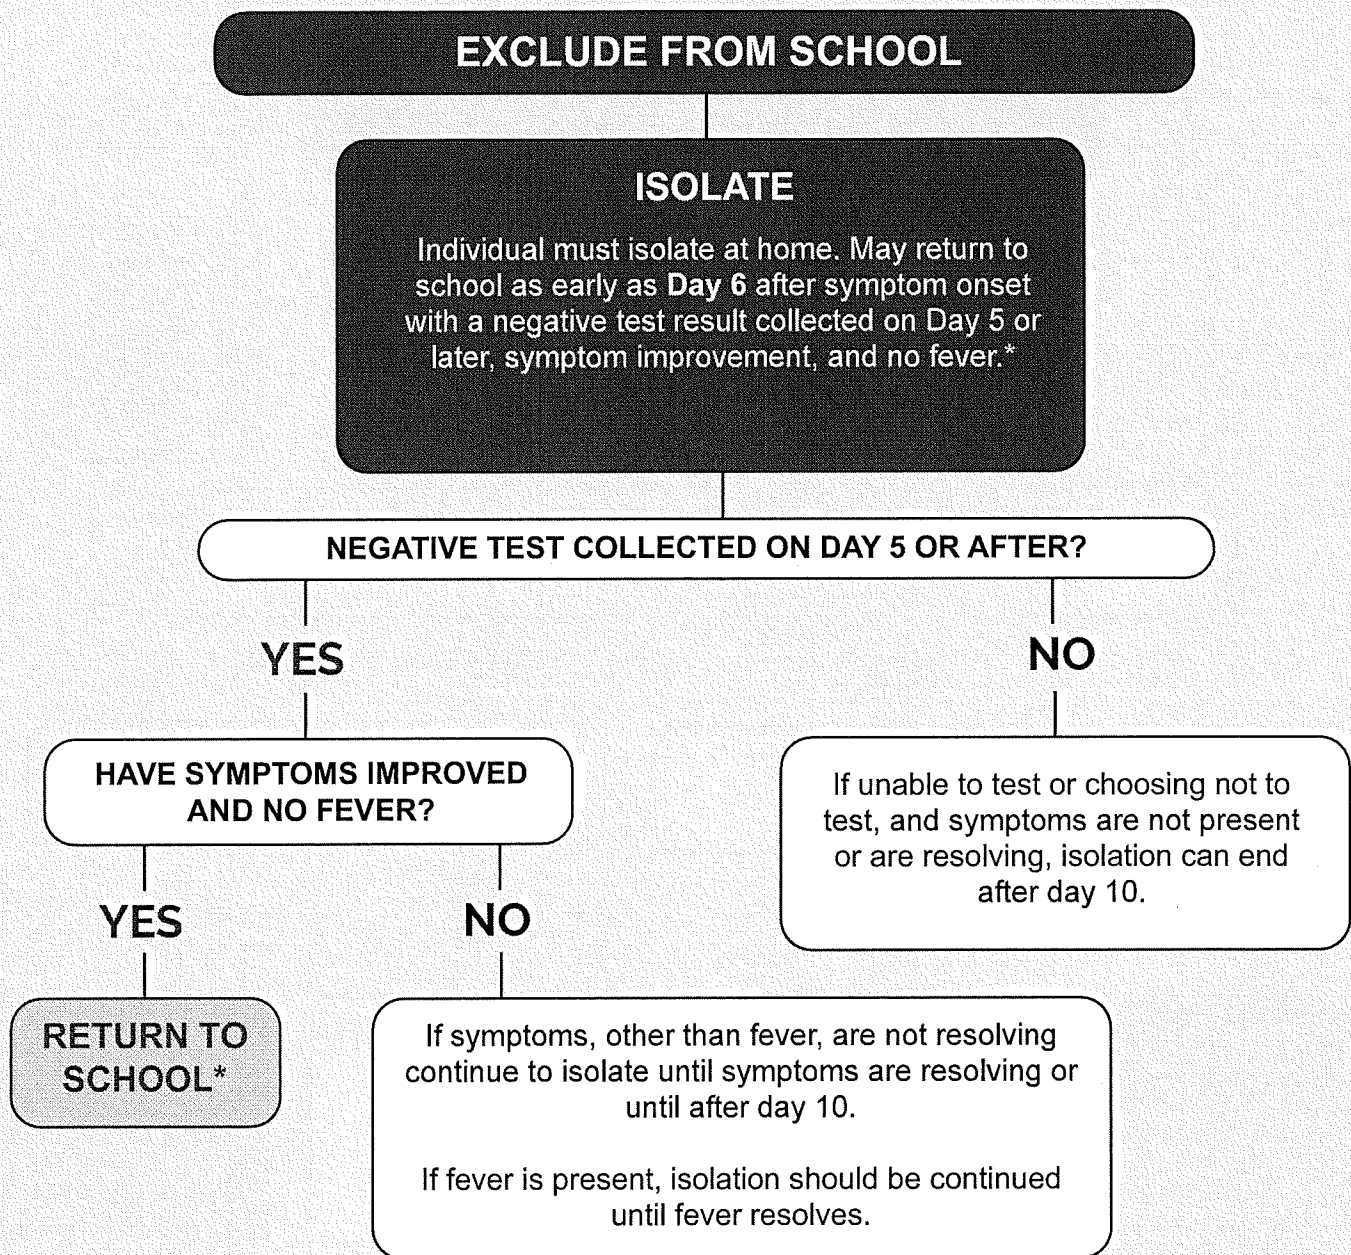 EXCLUDE FROM SCHOOL
ISOLATE
Individual must isolate at home. May return to
school as early as Day 6 after symptom onset
with a negative test result collected on Day 5 or
later, symptom improvement, and no fever.*
NEGATIVE TEST COLLECTED ON DAY 5 OR AFTER?
YES
NO
HAVE SYMPTOMS IMPROVED
AND NO FEVER?
If unable to test or choosing not to
test, and symptoms are not present
or are resolving, isolation can end
after day 10.
YES
NO
RETURN TO
SCHOOL*
If symptoms, other than fever, are not resolving
continue to isolate until symptoms are resolving or
until after day 10.
If fever is present, isolation should be continued
until fever resolves.